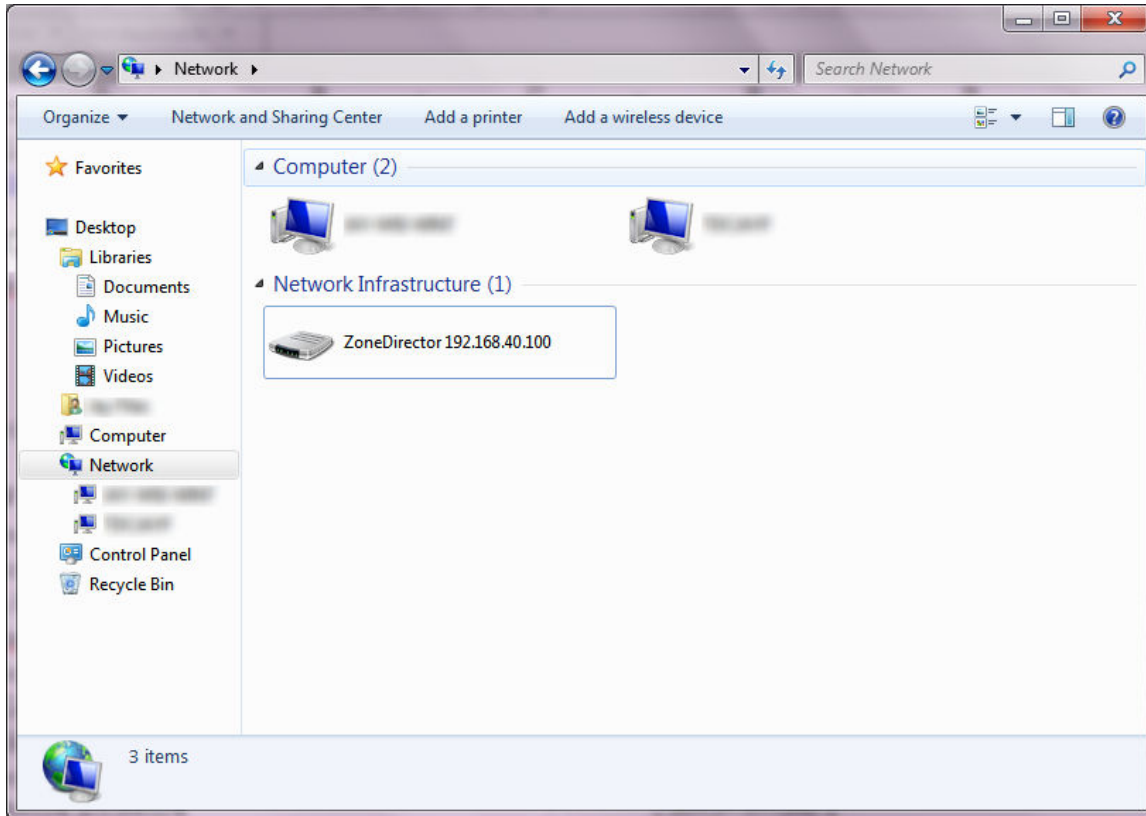 Network
Search Network
Organize
Network and Sharing Center
Add a printer
Add a wireless device
Favorites
Desktop
Libraries
Documents
Music
Pictures
Videos
Computer
Network
Control Panel
Recycle Bin
Computer (2)
Network Infrastructure (1)
ZoneDirector 192.168.40.100
3 items